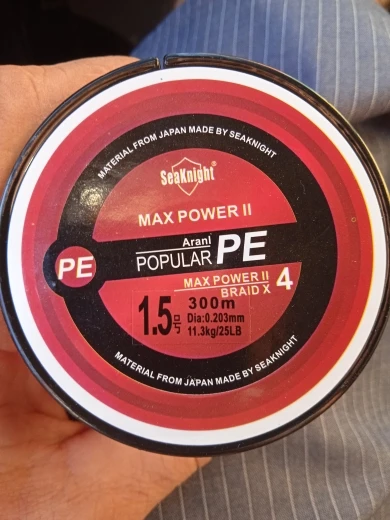 MATERIAL FROM JAPAN MADE BY SEAKNIGHT
SeaKnight®
MAX POWER II
Arani
POPULAR PE
PE
MAX POWER II
BRAID X 4
1.5号
300m
Dia:0.203mm
11.3kg/25LB
MATERIAL FROM JAPAN MADE BY SEAKNIGHT